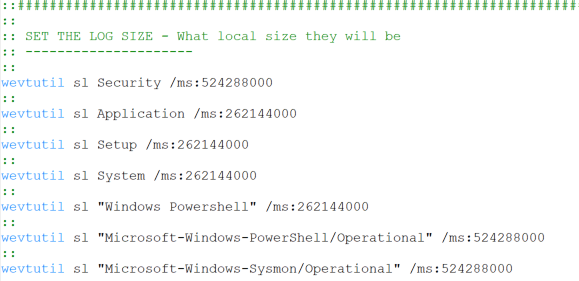 ::##########################################################################
::
:: SET THE LOG SIZE - What local size they will be
:: ---------------------
::
wevtutil sl Security /ms:524288000
::
wevtutil sl Application /ms:262144000
::
wevtutil sl Setup /ms:262144000
::
wevtutil sl System /ms:262144000
::
wevtutil sl "Windows Powershell" /ms:262144000
::
wevtutil sl "Microsoft-Windows-PowerShell/Operational" /ms:524288000
::
wevtutil sl "Microsoft-Windows-Sysmon/Operational" /ms:524288000